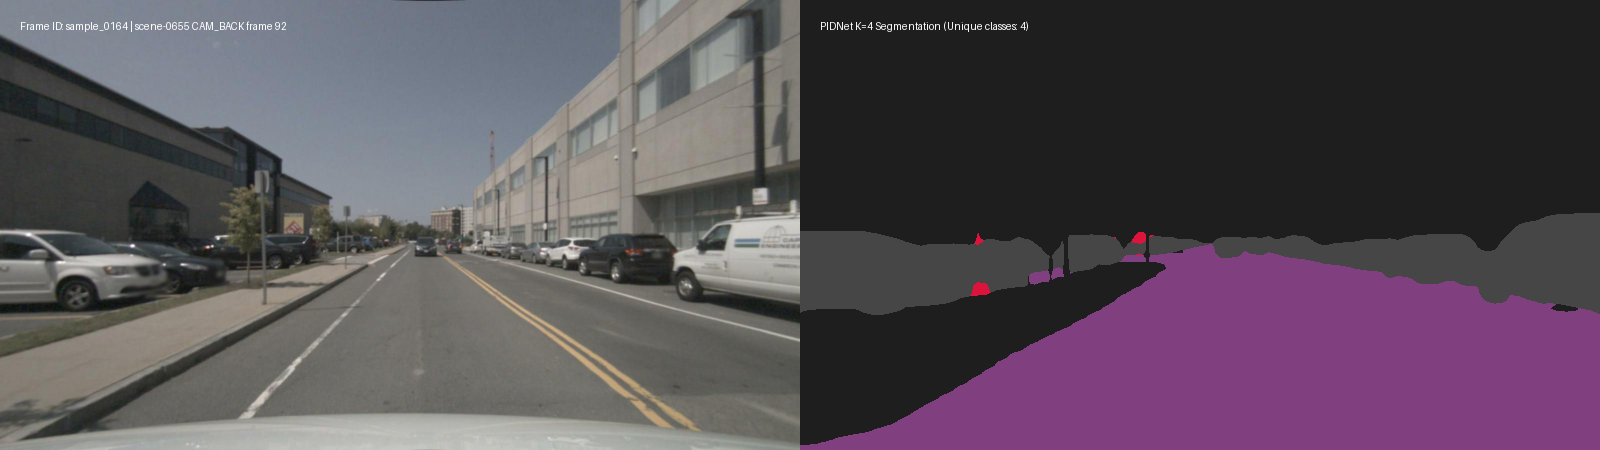 Frame ID: sample_0164 | scene-0655 CAM_BACK frame 92
PIDNet K=4 Segmentation (Unique classes: 4)